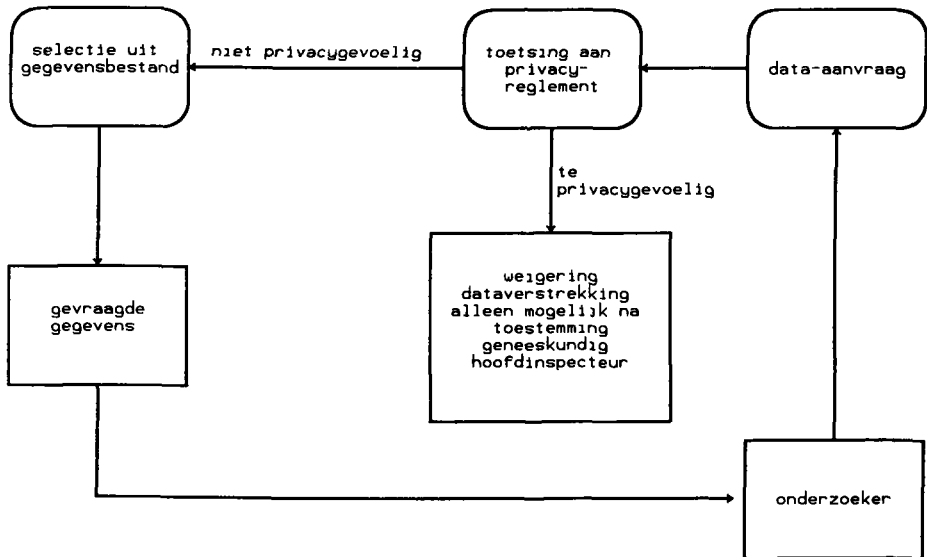 selectie uit
gegevensbestand
niet privacygevoelig
toetsing aan
privacy-
reglement
data-aanvraag
te
privacygevoelig
weigering
dataverstrekking
alleen mogelijk na
toestemming
geneeskundig
hoofdinspecteur
gevraagde
gegevens
onderzoeker